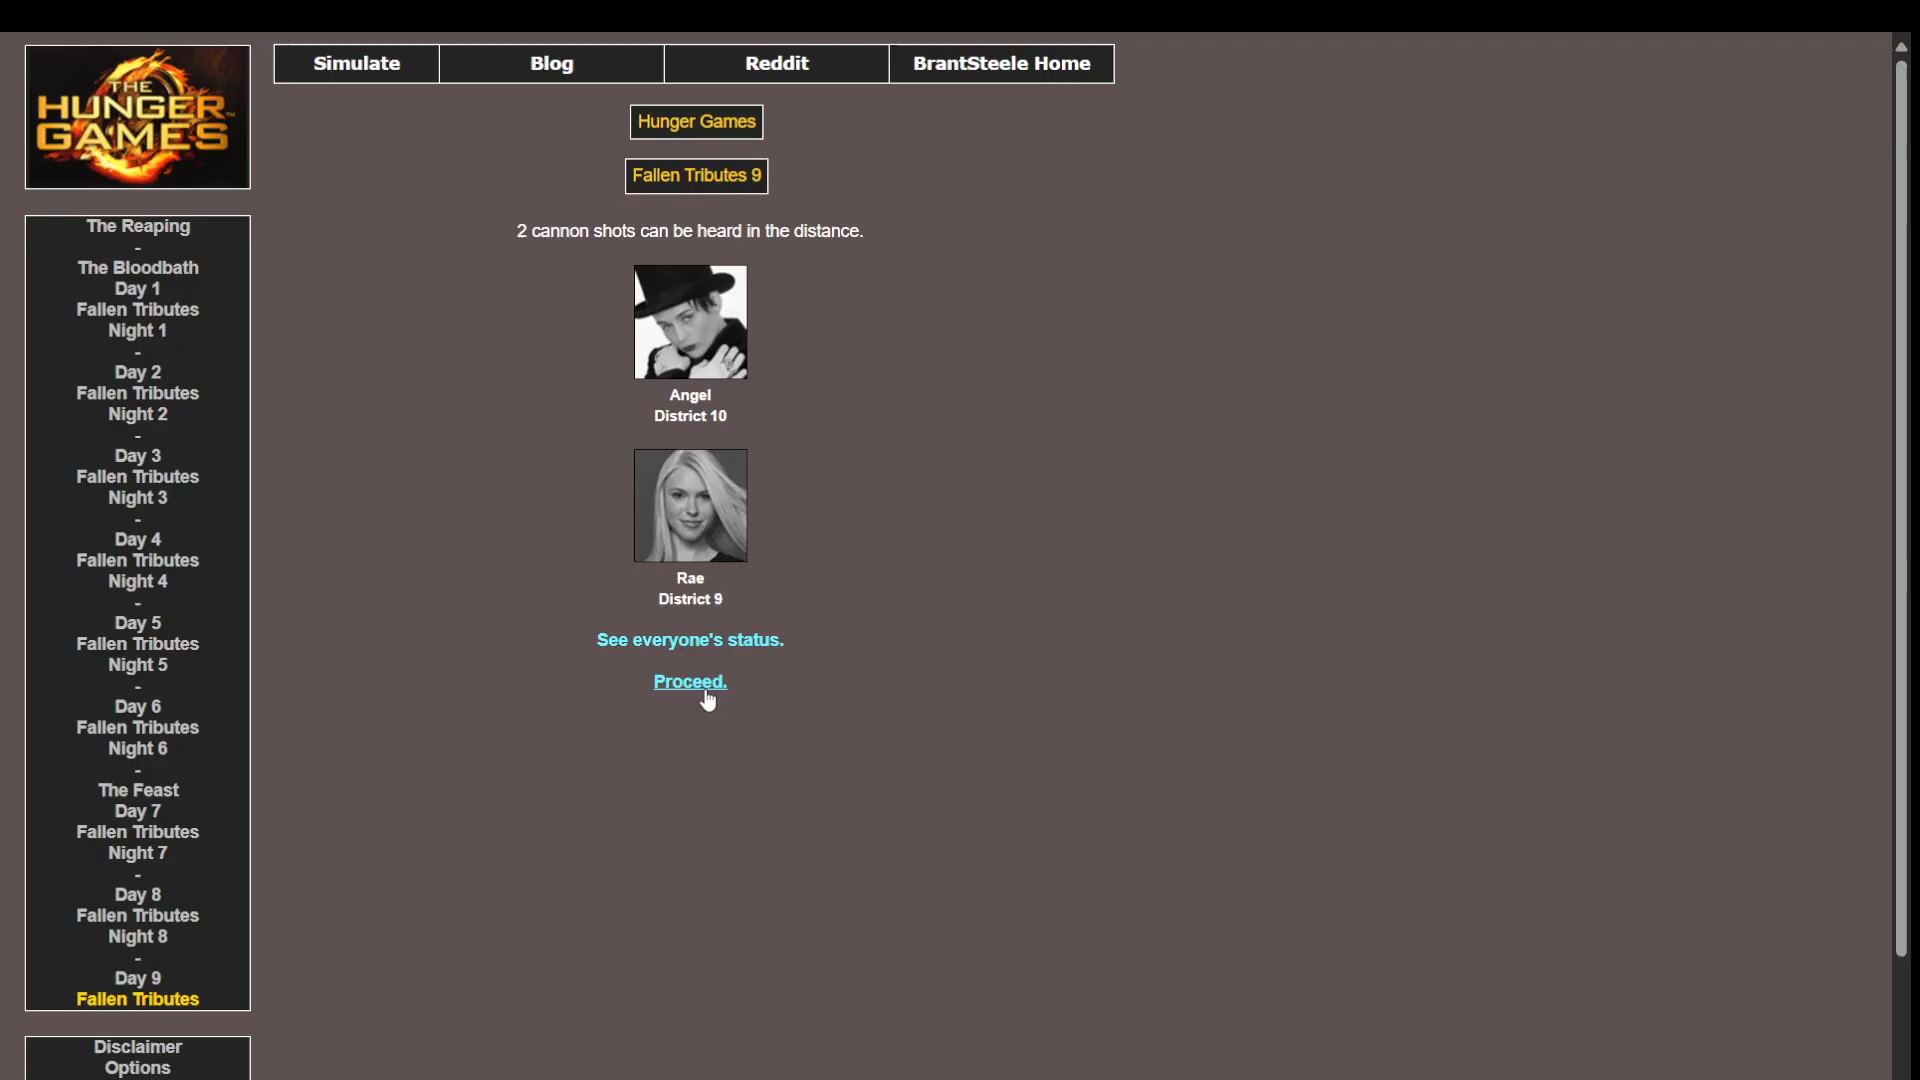 THE
HUNGER
GAMES
Simulate
Blog
Reddit
BrantSteele Home
Hunger Games
Fallen Tributes 9
2 cannon shots can be heard in the distance.
Angel
District 10
Rae
District 9
See everyone's status.
Proceed.
The Reaping
-
The Bloodbath
Day 1
Fallen Tributes
Night 1
-
Day 2
Fallen Tributes
Night 2
-
Day 3
Fallen Tributes
Night 3
-
Day 4
Fallen Tributes
Night 4
-
Day 5
Fallen Tributes
Night 5
-
Day 6
Fallen Tributes
Night 6
-
The Feast
Day 7
Fallen Tributes
Night 7
-
Day 8
Fallen Tributes
Night 8
-
Day 9
Fallen Tributes
Disclaimer
Options